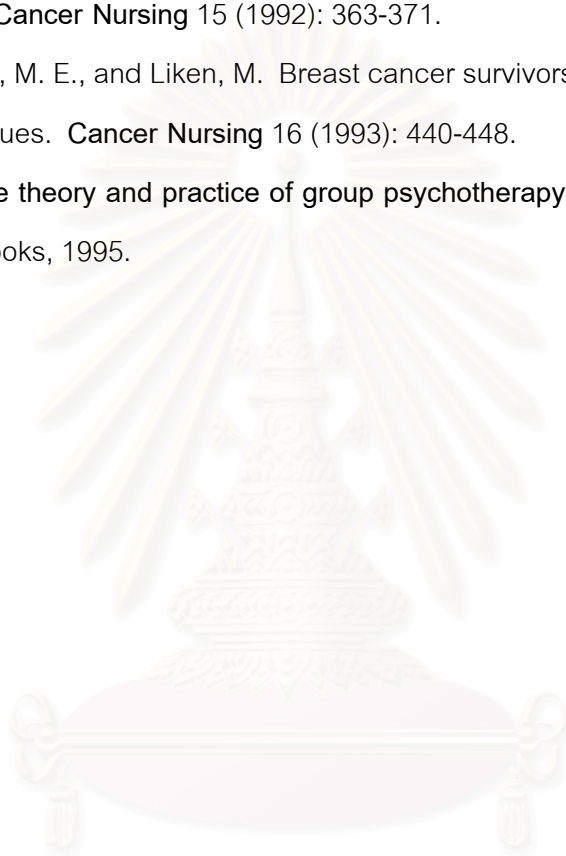 Cancer Nursing 15 (1992): 363-371.
, M. E., and Liken, M. Breast cancer survivors
ues. Cancer Nursing 16 (1993): 440-448.
e theory and practice of group psychotherapy
oks, 1995.